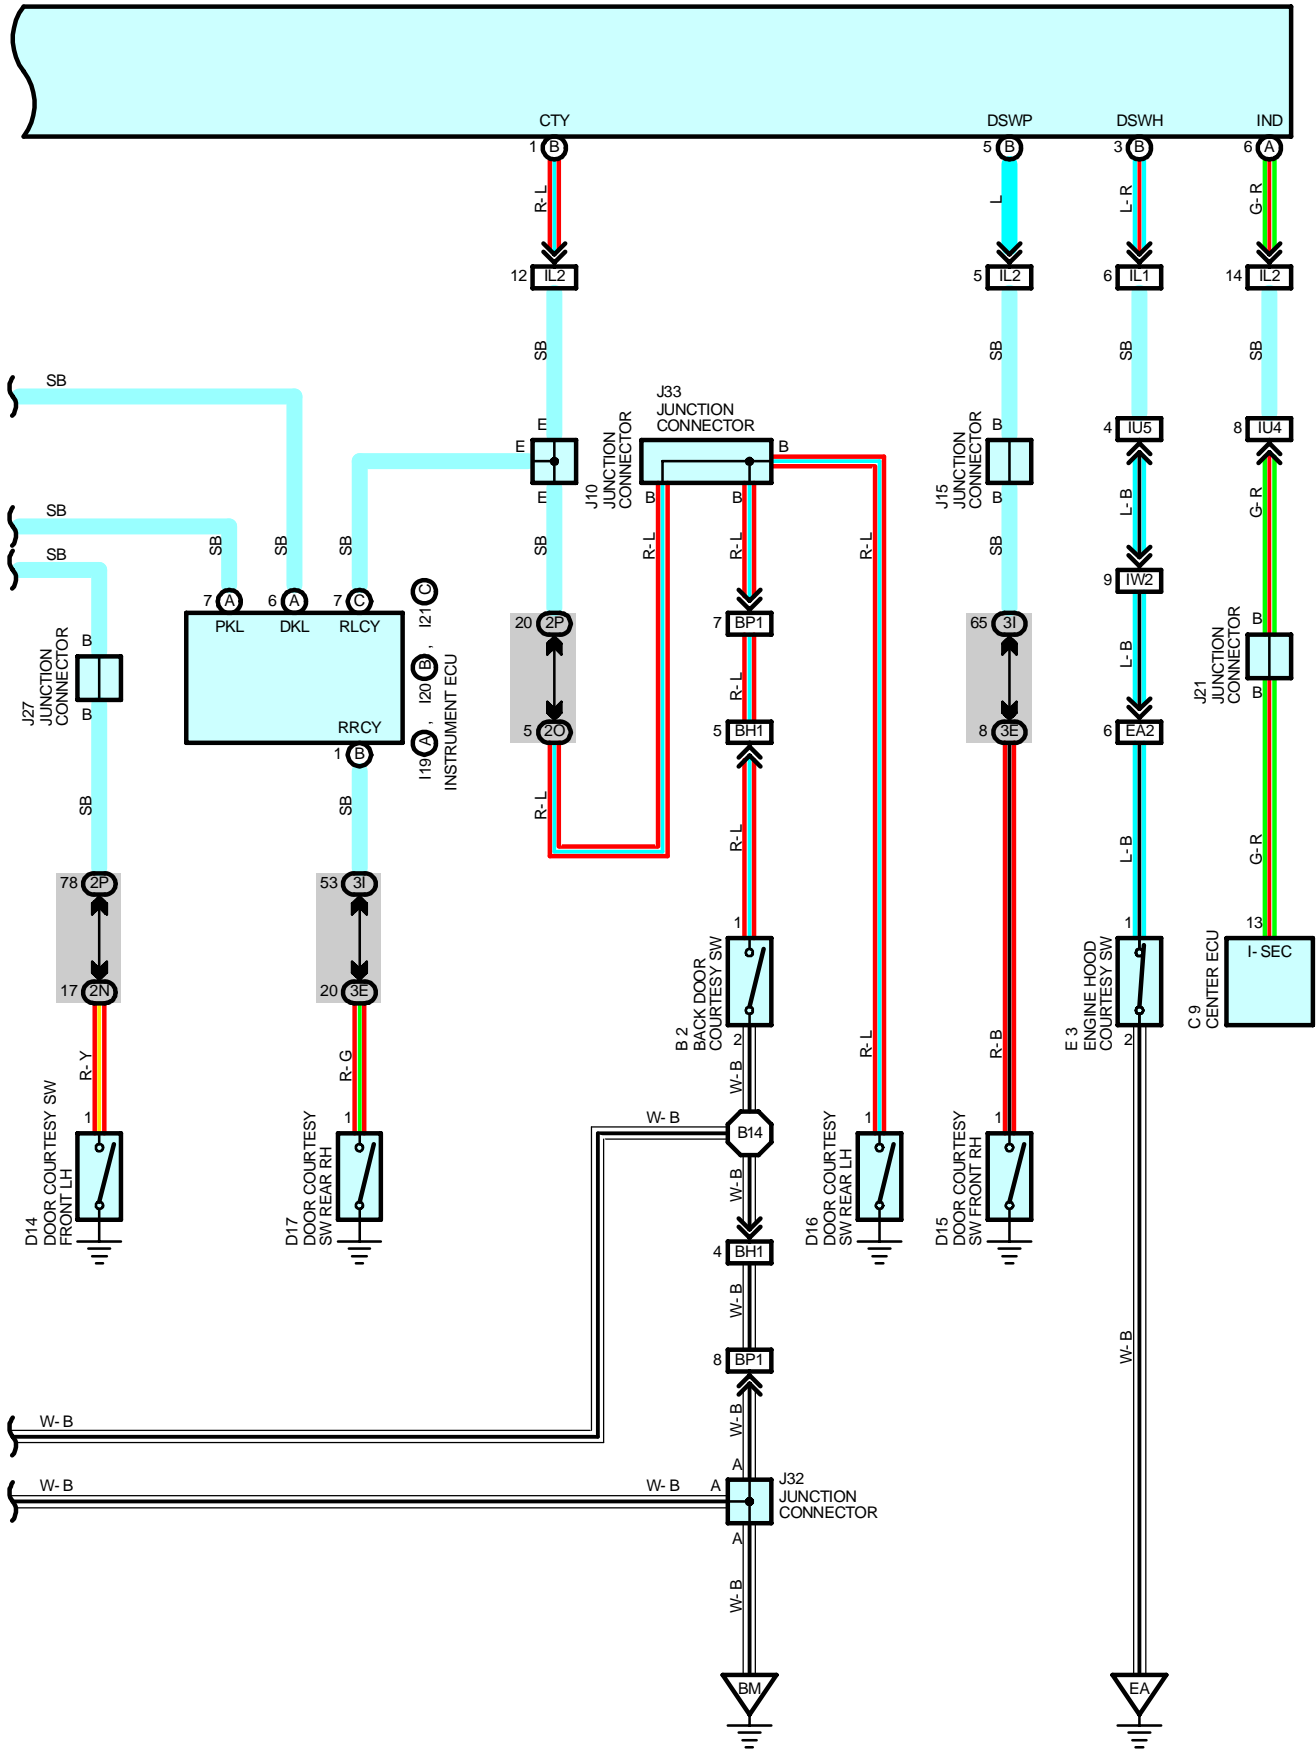 CTY
DSWP
DSWH
IND
1 B
5 B
3 B
6 A
R-L
L
L-R
G-R
12 IL2
5 IL2
6 IL1
14 IL2
SB
SB
SB
SB
SB
J33
JUNCTION
CONNECTOR
E
E
E
J10
JUNCTION
CONNECTOR
B
B
B
B
J15
JUNCTION
CONNECTOR
B
4 IU5
8 IU4
R-L
R-L
R-L
L-B
G-R
SB
SB
SB
SB
SB
SB
SB
7 A
6 A
7 C
PKL
DKL
RLCY
RRCY
1 B
I19 A , I20 B , I21 C
INSTRUMENT ECU
B
J27
JUNCTION
CONNECTOR
B
20 2P
5 2O
7 BP1
R-L
5 BH1
65 3I
8 3E
9 IW2
L-B
6 EA2
B
J21
JUNCTION
CONNECTOR
B
SB
SB
R-L
R-L
L-B
G-R
78 2P
17 2N
53 3I
20 3E
1
B 2
BACK DOOR
COURTESY SW
2
1
E 3
ENGINE HOOD
COURTESY SW
2
13
I-SEC
C 9
CENTER ECU
R-Y
R-G
W-B
R-L
R-B
1
D14
DOOR COURTESY SW
FRONT LH
1
D17
DOOR COURTESY
SW REAR RH
W-B
B14
W-B
1
D16
DOOR COURTESY
SW REAR LH
1
D15
DOOR COURTESY
SW FRONT RH
4 BH1
W-B
8 BP1
W-B
W-B
W-B
W-B
W-B
A
A
J32
JUNCTION
CONNECTOR
A
W-B
BM
EA